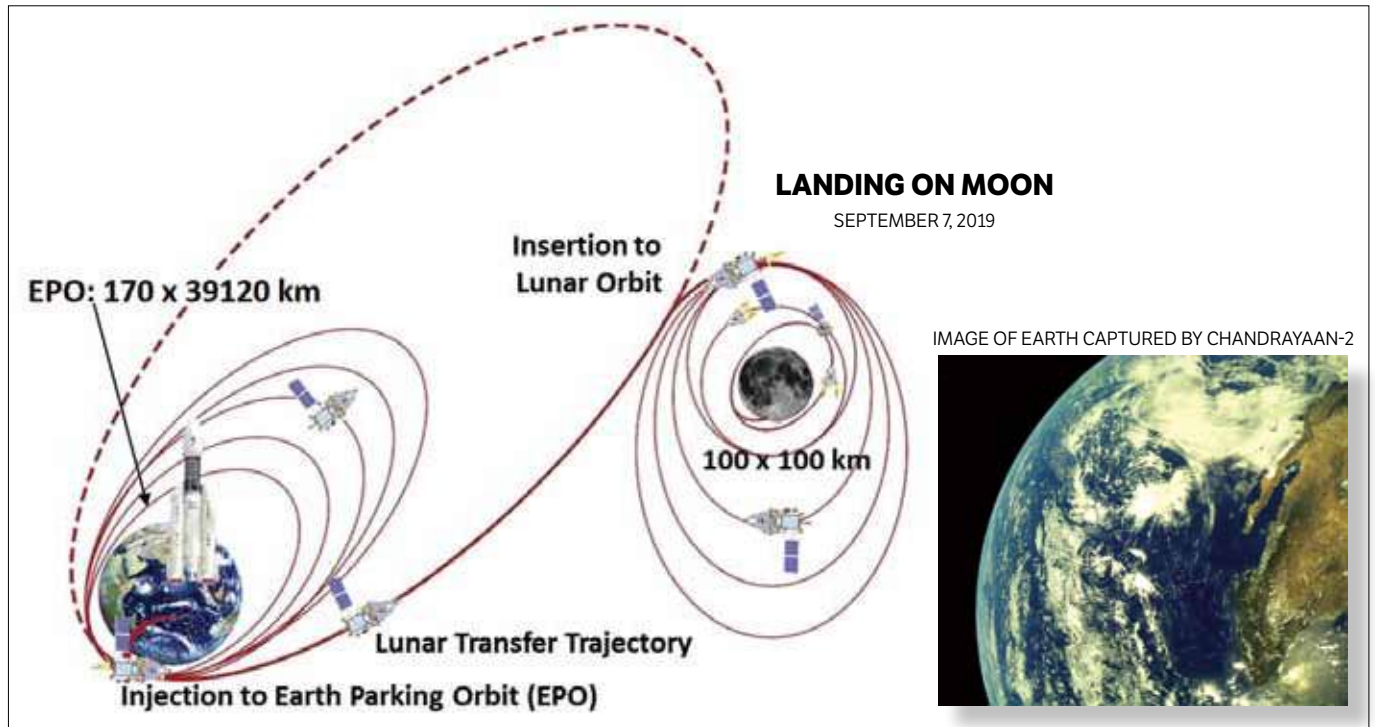 LANDING ON MOON
SEPTEMBER 7, 2019
Insertion to
Lunar Orbit
EPO: 170 x 39120 km
IMAGE OF EARTH CAPTURED BY CHANDRAYAAN-2
100 x 100 km
Lunar Transfer Trajectory
Injection to Earth Parking Orbit (EPO)